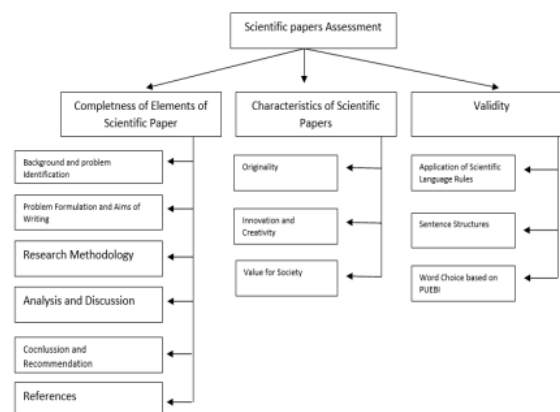 Scientific papers Assessment
Completness of Elements of
Scientific Paper
Characteristics of Scientific
Papers
Validity
Background and problem
Identification
Problem Formulation and Aims of
Writing
Research Methodology
Analysis and Discussion
Cocnlussion and
Recommendation
References
Originality
Innovation and
Creativity
Value for Society
Application of Scientific
Language Rules
Sentence Structures
Word Choice based on
PUEBI